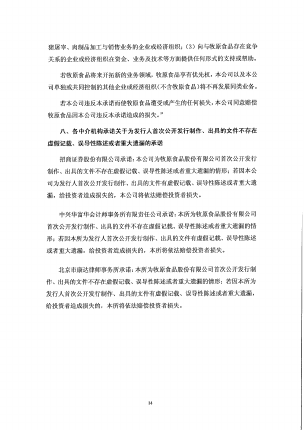 猪屠宰、肉制品加工与销售业务的企业或经济组织；（3）向与牧原食品存在竞争
关系的企业或经济组织在资金、业务及技术等方面提供任何形式的支持或帮助。
若牧原食品将来开拓新的业务领域，牧原食品享有优先权，本公司以及本公
司单独或共同控制的其他企业或经济组织（不含牧原食品）将不再发展同类业务。
若本公司违反本承诺而使牧原食品遭受或产生的任何损失，本公司同意赔偿
牧原食品因本公司违反本承诺造成的损失。”
八、各中介机构承诺关于为发行人首次公开发行制作、出具的文件不存在
虚假记载、误导性陈述或者重大遗漏的承诺
招商证券股份有限公司承诺：本公司为牧原食品股份有限公司首次公开发行
制作、出具的文件不存在虚假记载、误导性陈述或者重大遗漏的情形；若因本公
司为发行人首次公开发行制作、出具的文件有虚假记载、误导性陈述或者重大遗
漏，给投资者造成损失的，本公司将依法赔偿投资者损失。
中兴华富华会计师事务所有限责任公司承诺：本所为牧原食品股份有限公司
首次公开发行制作、出具的文件不存在虚假记载、误导性陈述或者重大遗漏的情
形；若因本所为发行人首次公开发行制作、出具的文件有虚假记载、误导性陈述
或者重大遗漏，给投资者造成损失的，本所将依法赔偿投资者损失。
北京市康达律师事务所承诺：本所为牧原食品股份有限公司首次公开发行制
作、出具的文件不存在虚假记载、误导性陈述或者重大遗漏的情形；若因本所为
发行人首次公开发行制作、出具的文件有虚假记载、误导性陈述或者重大遗漏，
给投资者造成损失的，本所将依法赔偿投资者损失。
14